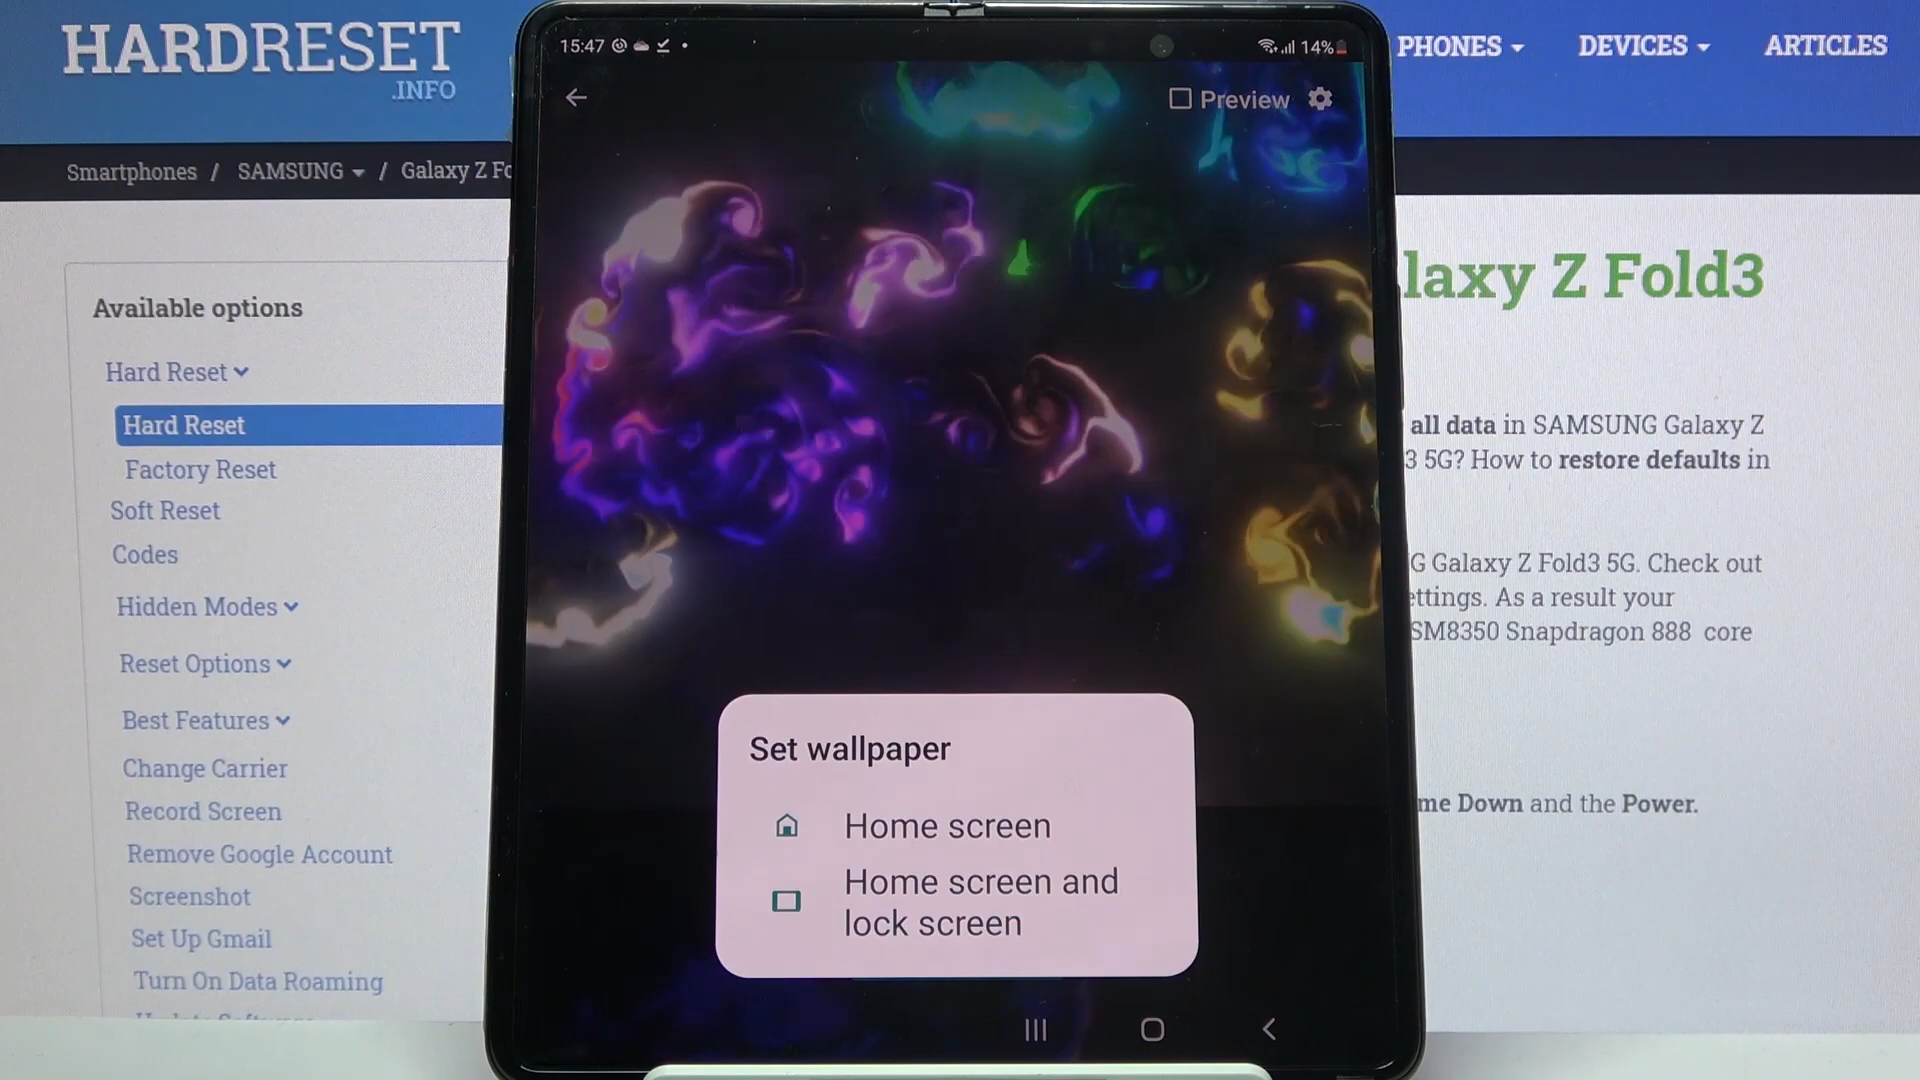 HARDRESET
.INFO
PHONES
DEVICES
ARTICLES
Smartphones / SAMSUNG / Galaxy Z
15:47
14%
Preview
laxy Z Fold3
Available options
Hard Reset
Hard Reset
Factory Reset
Soft Reset
Codes
Hidden Modes
Reset Options
Best Features
Change Carrier
Record Screen
Remove Google Account
Screenshot
Set Up Gmail
Turn On Data Roaming
all data in SAMSUNG Galaxy Z
3 5G? How to restore defaults in
G Galaxy Z Fold3 5G. Check out
ettings. As a result your
SM8350 Snapdragon 888 core
me Down and the Power.
Set wallpaper
Home screen
Home screen and
lock screen